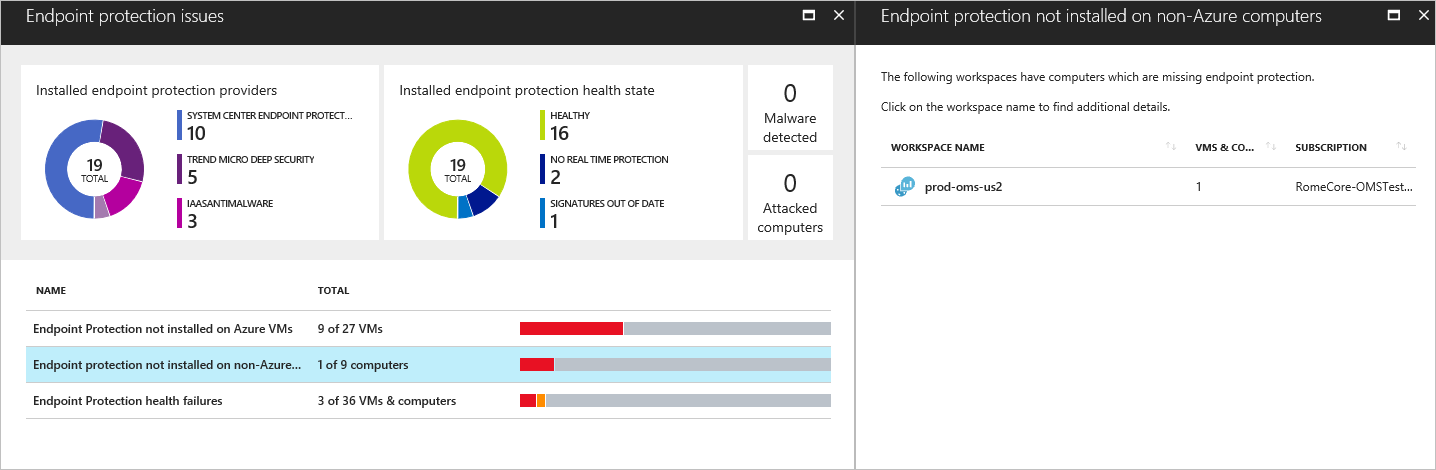 Endpoint protection issues
Installed endpoint protection providers
19
TOTAL
SYSTEM CENTER ENDPOINT PROTECT...
10
TREND MICRO DEEP SECURITY
5
IAASANTIMALWARE
3
Installed endpoint protection health state
19
TOTAL
HEALTHY
16
NO REAL TIME PROTECTION
2
SIGNATURES OUT OF DATE
1
0
Malware
detected
0
Attacked
computers
NAME TOTAL
Endpoint Protection not installed on Azure VMs 9 of 27 VMs
Endpoint protection not installed on non-Azure... 1 of 9 computers
Endpoint Protection health failures 3 of 36 VMs & computers
Endpoint protection not installed on non-Azure computers
The following workspaces have computers which are missing endpoint protection.
Click on the workspace name to find additional details.
WORKSPACE NAME VMS & CO... SUBSCRIPTION
prod-oms-us2 1 RomeCore-OMSTest...